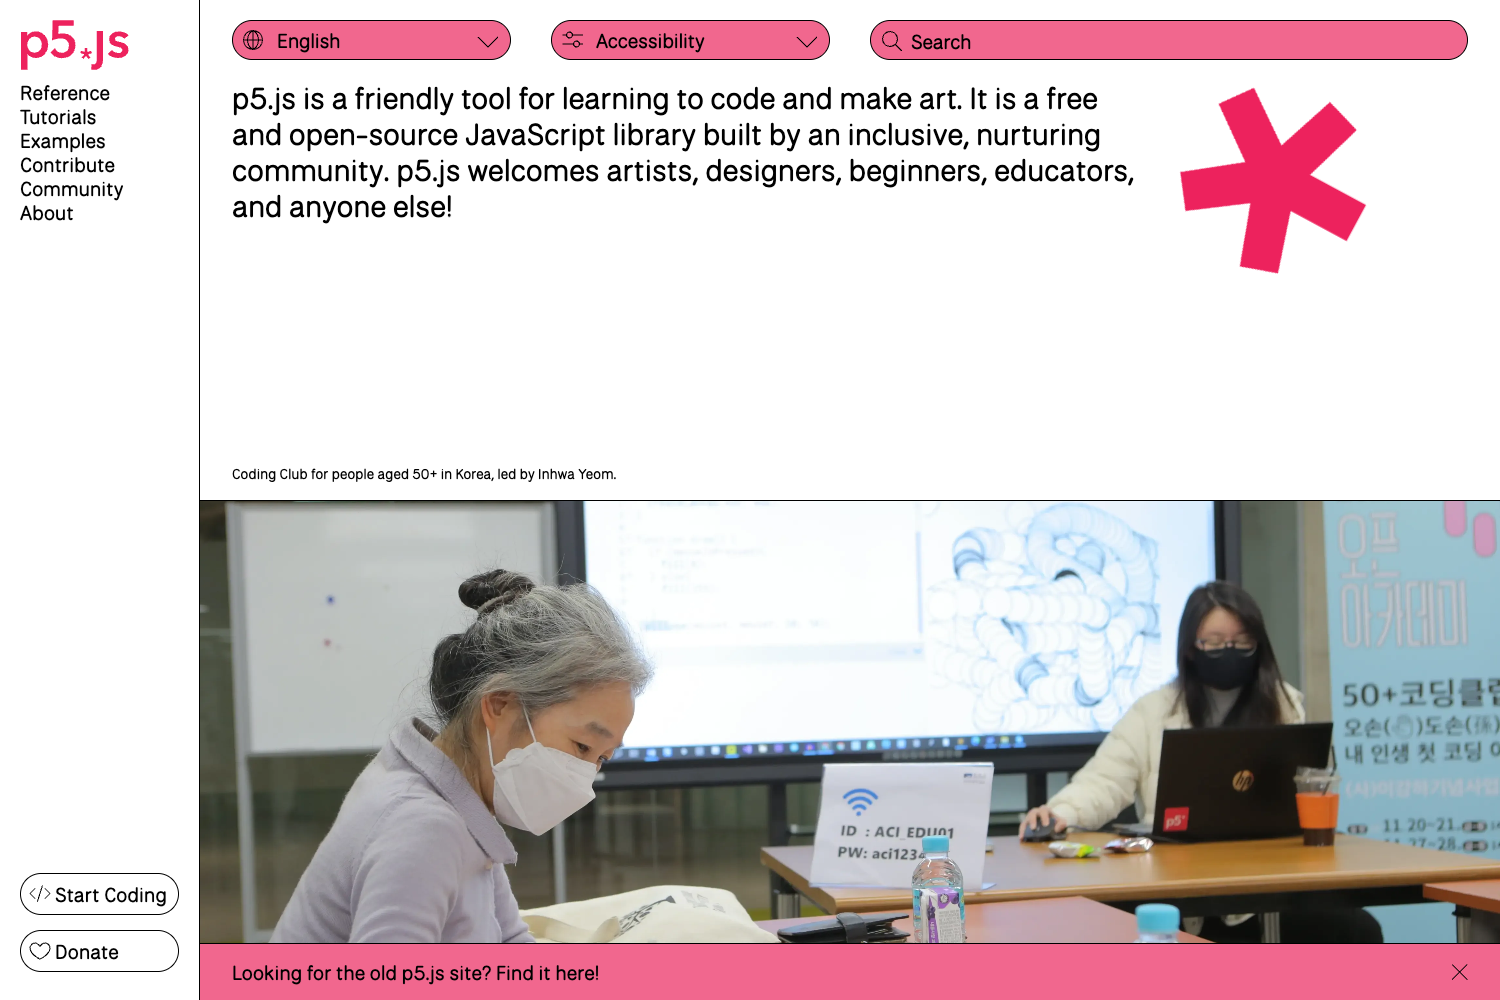 p5.js
Reference
Tutorials
Examples
Contribute
Community
About
English
Accessibility
Search
p5.js is a friendly tool for learning to code and make art. It is a free
and open-source JavaScript library built by an inclusive, nurturing
community. p5.js welcomes artists, designers, beginners, educators,
and anyone else!
Coding Club for people aged 50+ in Korea, led by Inhwa Yeom.
오픈
아카데미
50+코딩클럽
오손(
)도손(孫)
내 인생 첫 코딩
hp
p5*
ID : ACI_EDU01
PW: aci1234
11.20-21.
11.27-28.
</> Start Coding
Donate
Looking for the old p5.js site? Find it here!